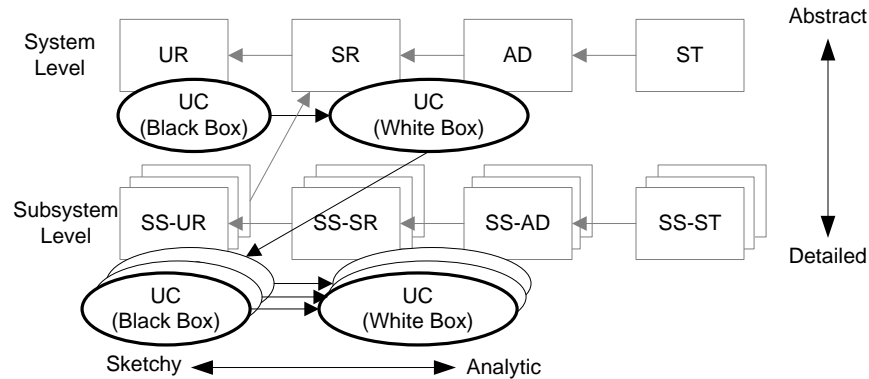 Abstract
System
Level
UR
SR
AD
ST
UC
(Black Box)
UC
(White Box)
Subsystem
Level
SS-UR
SS-SR
SS-AD
SS-ST
Detailed
UC
(Black Box)
UC
(White Box)
Sketchy
Analytic